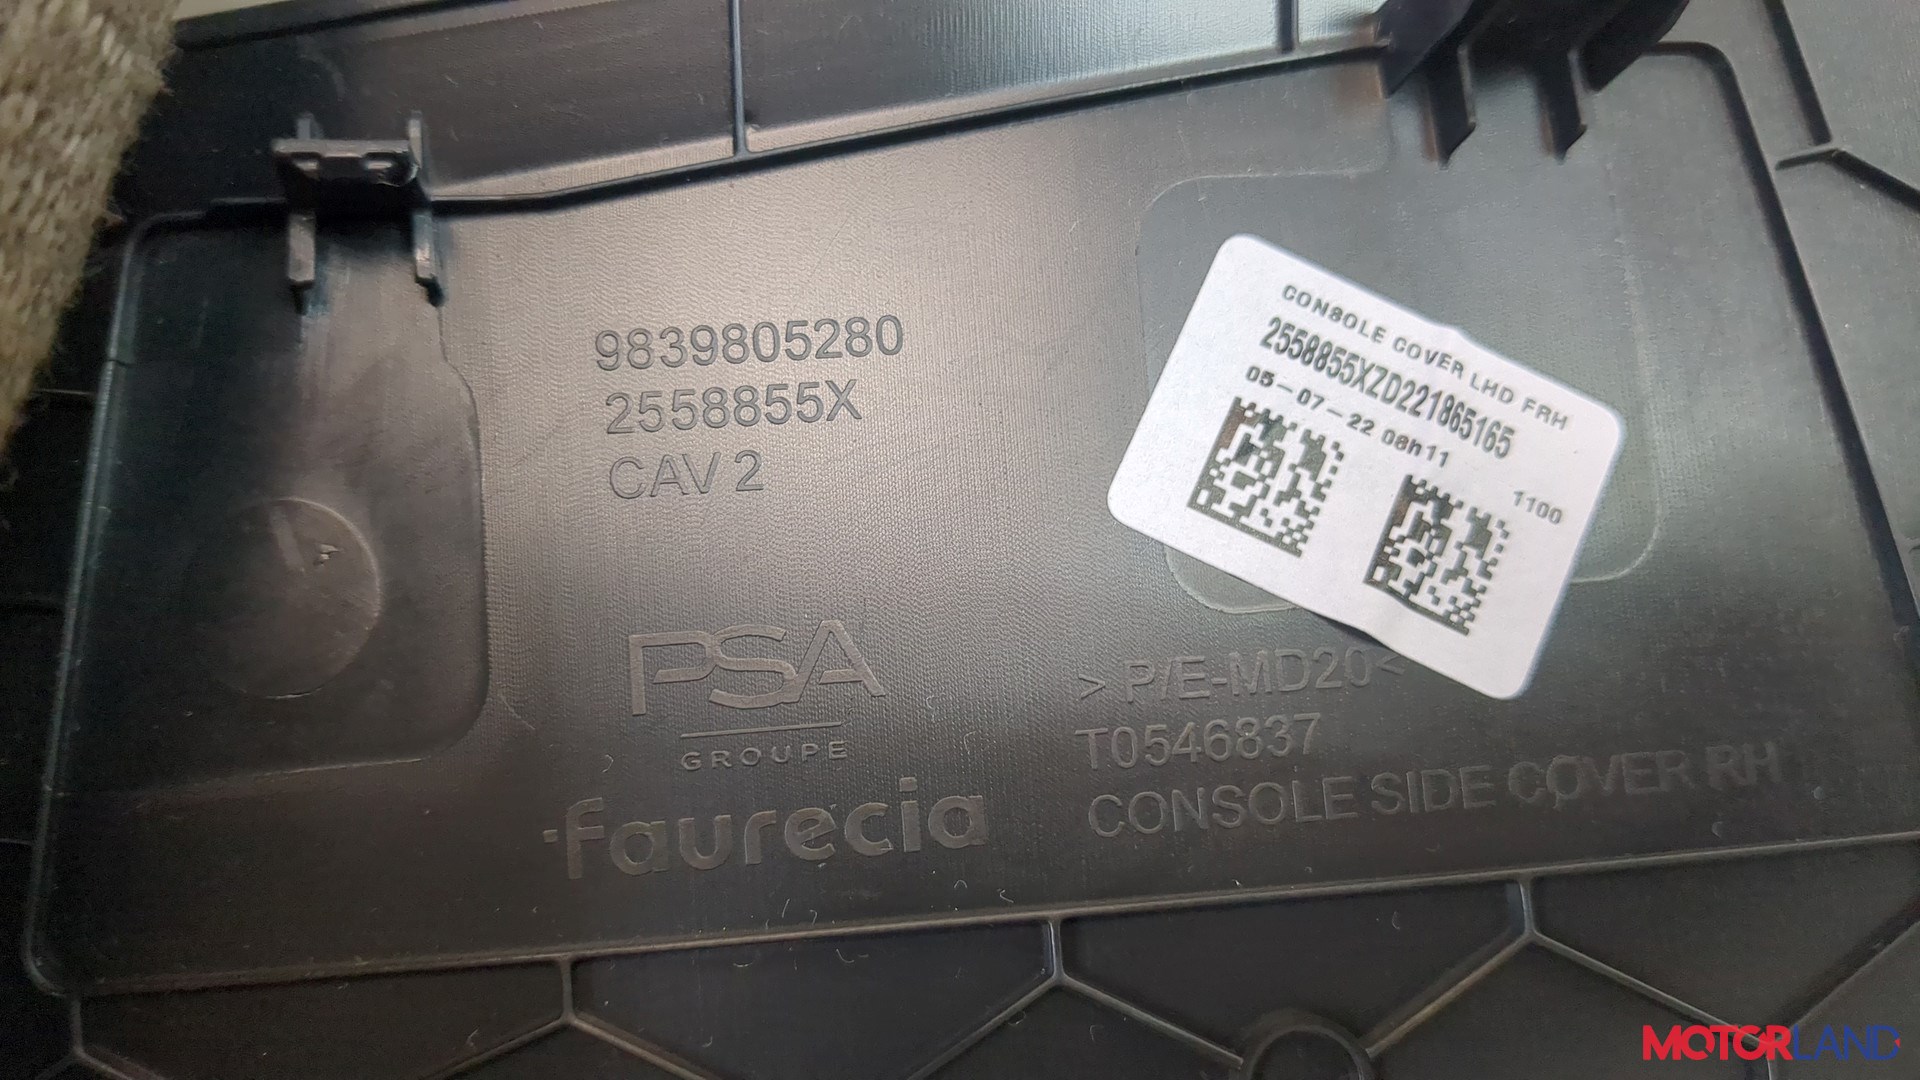 9839805280
2558855X
CAV 2
PSA
GROUPE
faurecia
CONSOLE COVER LHD FRH
2558855XZD221865165
05-07-22 08h11
1100
> P/E-MD20<
T0546837
CONSOLE SIDE COVER RH
MOTORLAND